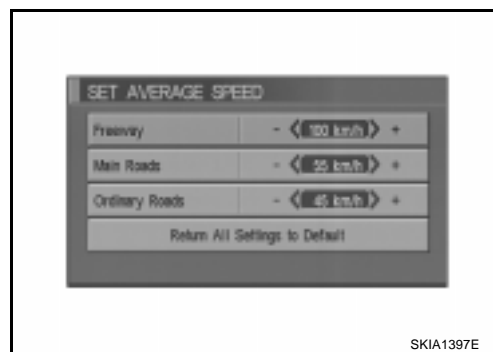 SET AVERAGE SPEED
Freeway - 100 km/h +
Main Roads - 55 km/h +
Ordinary Roads - 45 km/h +
Return All Settings to Default
SKIA1397E